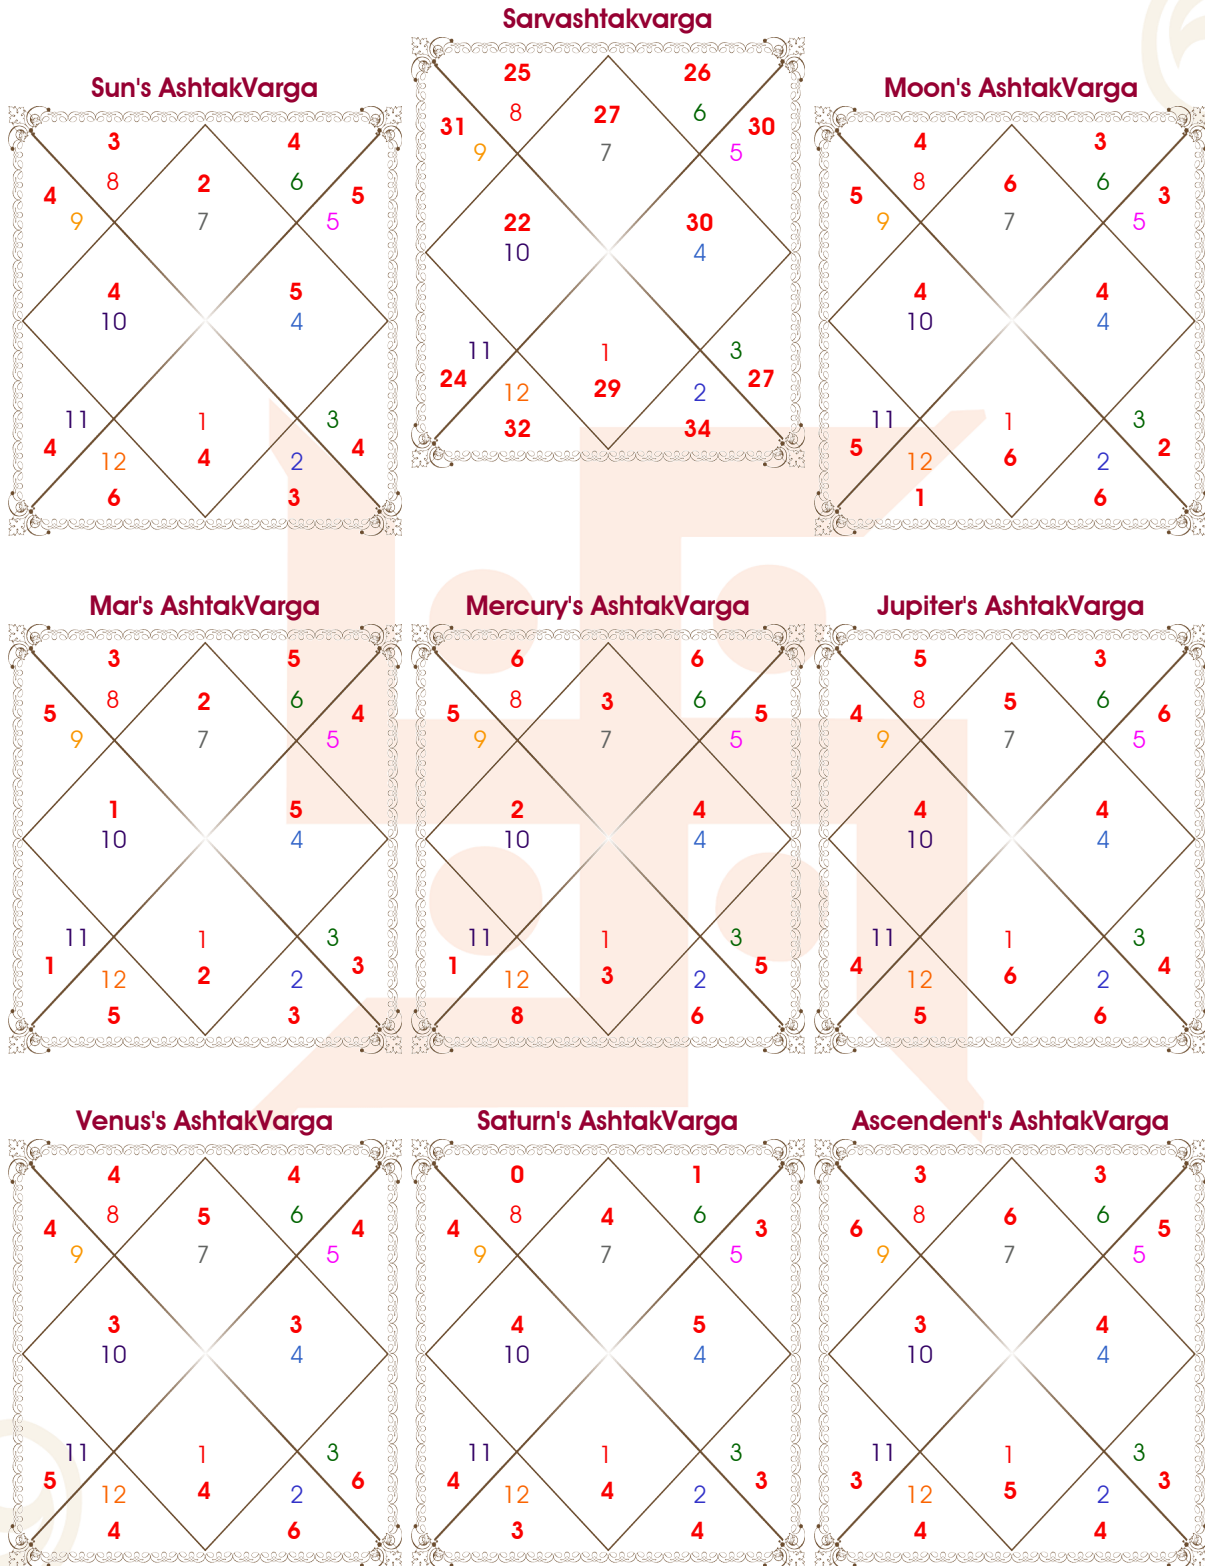 Sarvashtakvarga
Sun's AshtakVarga
Moon's AshtakVarga
25 26
31 8 27 6 30
9 7 5
22 30
10 4
11 1 3
24 12 29 2 27
32 34
3 4
4 8 2 6 5
9 7 5
4 5
10 4
11 1 3
4 12 4 2 4
6 3
4 3
5 8 6 6 3
9 7 5
4 4
10 4
11 1 3
5 12 6 2 2
1 6
Mar's AshtakVarga
3 5
5 8 2 6 4
9 7 5
1 5
10 4
11 1 3
1 12 2 2 3
5 3
Mercury's AshtakVarga
6 6
5 8 3 6 5
9 7 5
2 4
10 4
11 1 3
1 12 3 2 5
8 6
Jupiter's AshtakVarga
5 3
4 8 5 6 6
9 7 5
4 4
10 4
11 1 3
4 12 6 2 4
5 6
Venus's AshtakVarga
4 4
4 8 5 6 4
9 7 5
3 3
10 4
11 1 3
5 12 4 2 6
4 6
Saturn's AshtakVarga
0 1
4 8 4 6 3
9 7 5
4 5
10 4
11 1 3
4 12 4 2 3
3 4
Ascendent's AshtakVarga
3 3
6 8 6 6 5
9 7 5
3 4
10 4
11 1 3
3 12 5 2 3
4 4